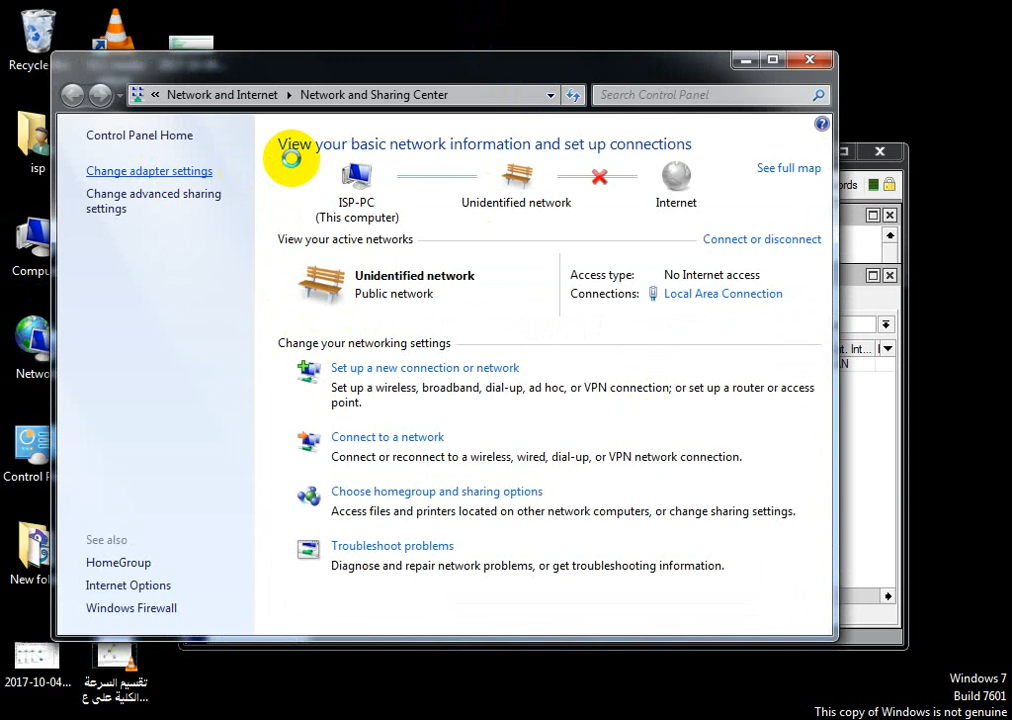 Recycle
isp
Compu
Netwo
Control P
New fol
2017-10-04...
تقسيم السرعة
الكلية على ع...
Network and Internet
Network and Sharing Center
Search Control Panel
Control Panel Home
Change adapter settings
Change advanced sharing
settings
See also
HomeGroup
Internet Options
Windows Firewall
View your basic network information and set up connections
See full map
ISP-PC
(This computer)
Unidentified network
Internet
View your active networks
Connect or disconnect
Unidentified network
Public network
Access type: No Internet access
Connections: Local Area Connection
Change your networking settings
Set up a new connection or network
Set up a wireless, broadband, dial-up, ad hoc, or VPN connection; or set up a router or access
point.
Connect to a network
Connect or reconnect to a wireless, wired, dial-up, or VPN network connection.
Choose homegroup and sharing options
Access files and printers located on other network computers, or change sharing settings.
Troubleshoot problems
Diagnose and repair network problems, or get troubleshooting information.
ords
t. Int...
Windows 7
Build 7601
This copy of Windows is not genuine